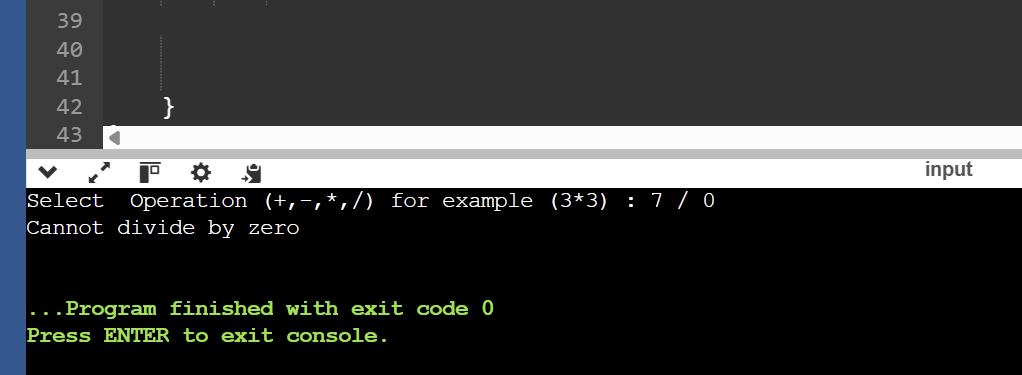 39
40
41
42 }
43
input
Select  Operation (+,-,*,/) for example (3*3) : 7 / 0
Cannot divide by zero
...Program finished with exit code 0
Press ENTER to exit console.